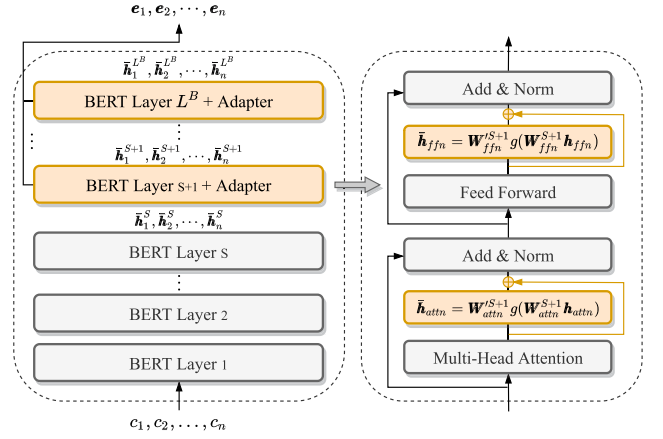 e₁, e₂, ⋯, eₙ
h̄₁^{L^B}, h̄₂^{L^B}, ⋯, h̄ₙ^{L^B}
BERT Layer L^B + Adapter
⋮
⋮
h̄₁^{S+1}, h̄₂^{S+1}, ⋯, h̄ₙ^{S+1}
BERT Layer S+1 + Adapter
h̄₁^S, h̄₂^S, ⋯, h̄ₙ^S
BERT Layer S
⋮
BERT Layer 2
BERT Layer 1
c₁, c₂, ..., cₙ
Add & Norm
h̄_{ffn} = W'^{S+1}_{ffn} g(W^{S+1}_{ffn} h_{ffn})
Feed Forward
Add & Norm
h̄_{attn} = W'^{S+1}_{attn} g(W^{S+1}_{attn} h_{attn})
Multi-Head Attention